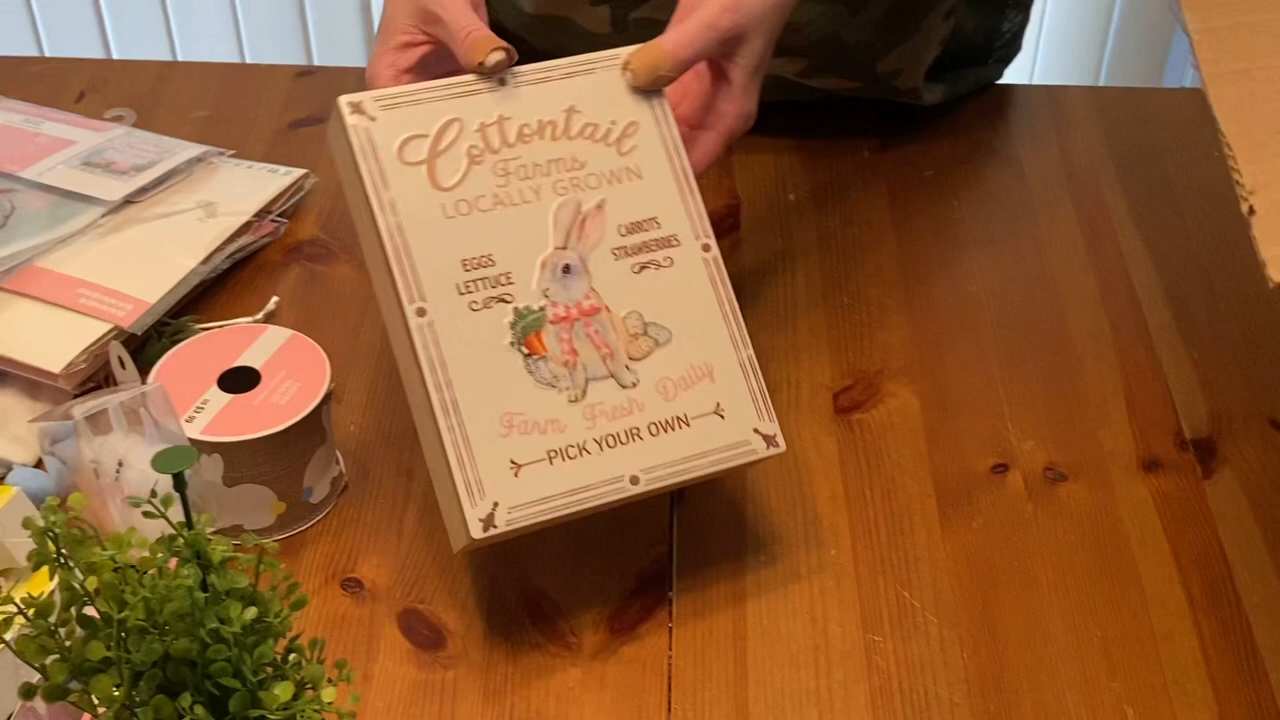 Cottontail
Farms
LOCALLY GROWN
EGGS
LETTUCE
CARROTS
STRAWBERRIES
Farm Fresh Daily
PICK YOUR OWN